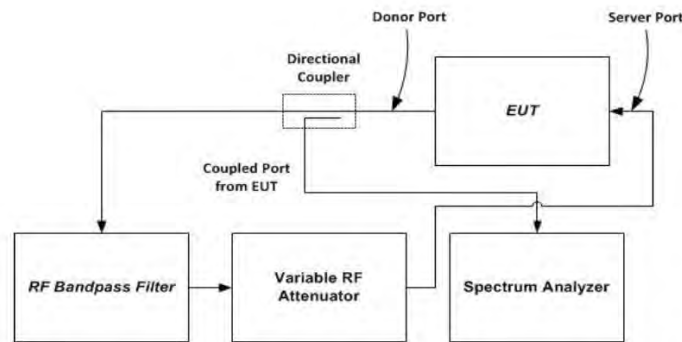 Donor Port
Server Port
Directional
Coupler
EUT
Coupled Port
from EUT
RF Bandpass Filter
Variable RF
Attenuator
Spectrum Analyzer